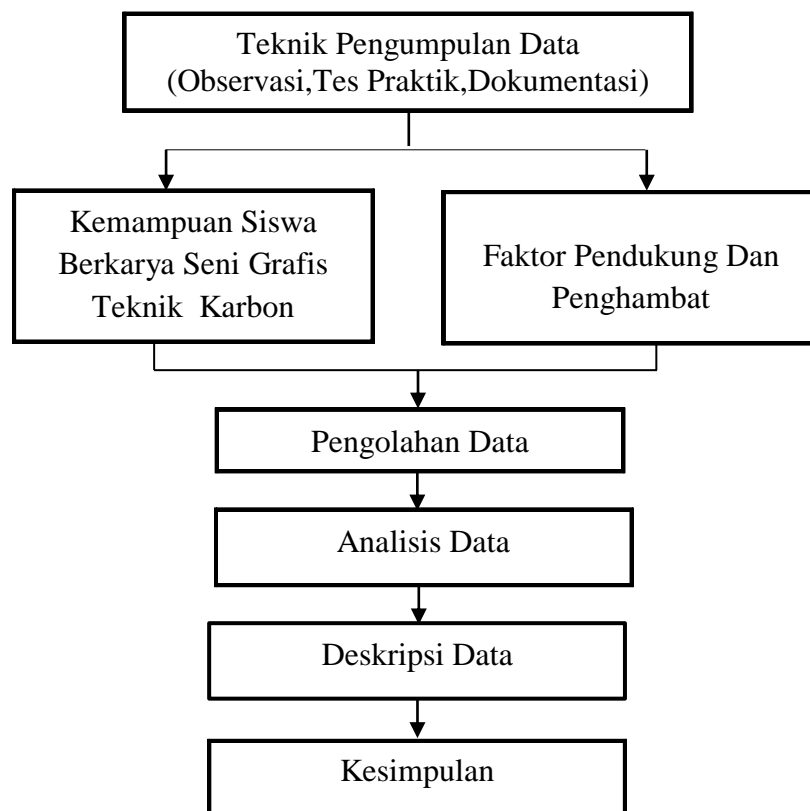 Teknik Pengumpulan Data
(Observasi,Tes Praktik,Dokumentasi)
Kemampuan Siswa
Berkarya Seni Grafis
Teknik Karbon
Faktor Pendukung Dan
Penghambat
Pengolahan Data
Analisis Data
Deskripsi Data
Kesimpulan